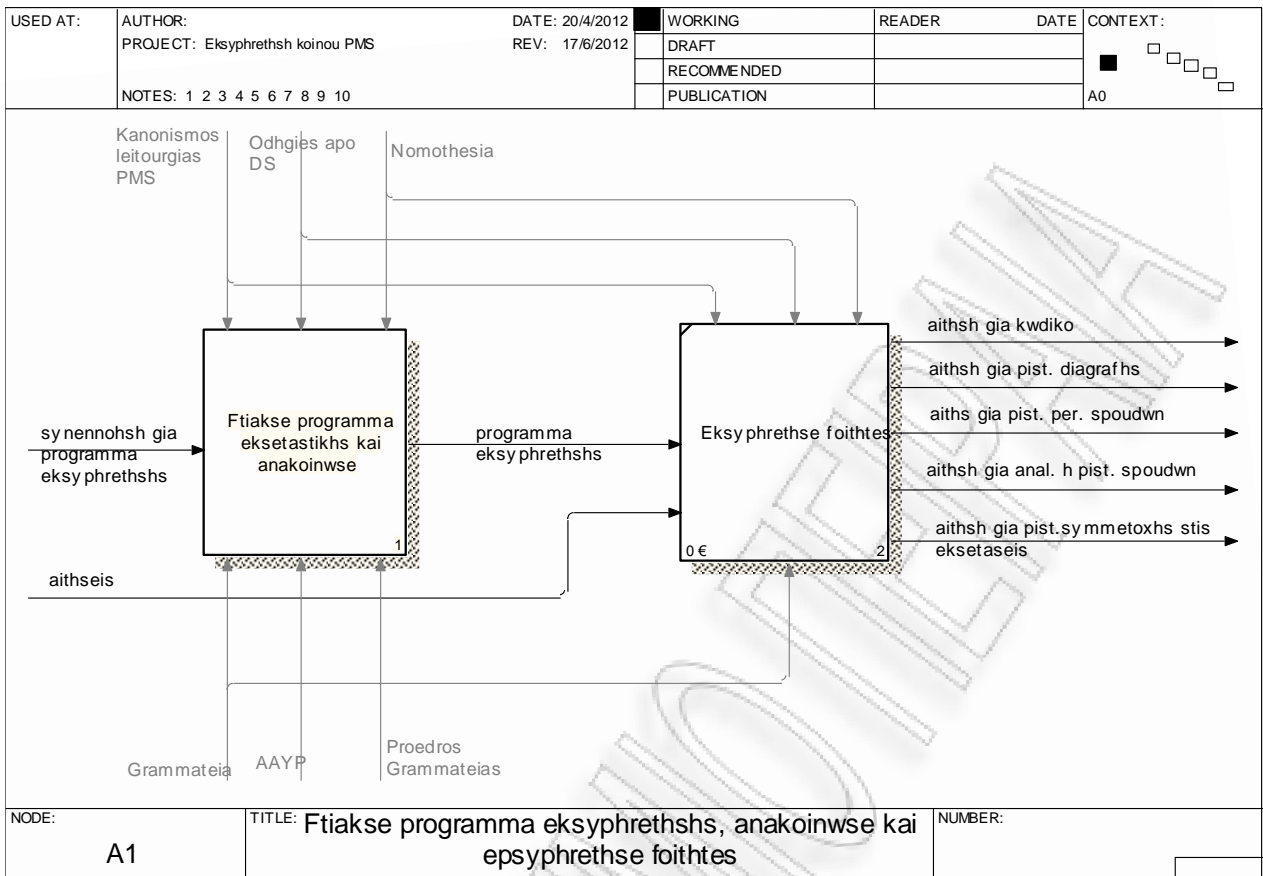 USED AT:
AUTHOR:
DATE: 20/4/2012
PROJECT: Eksyphrethsh koinou PMS
REV: 17/6/2012
NOTES: 1 2 3 4 5 6 7 8 9 10
WORKING
DRAFT
RECOMMENDED
PUBLICATION
READER
DATE
CONTEXT:
A0
Kanonismos
leitourgias
PMS
Odhgies apo
DS
Nomothesia
synennohsh gia
programma
eksyphrethshs
Ftiakse programma
eksetastikhs kai
anakoinwse
1
programma
eksyphrethshs
Eksyphrethse foithtes
0 €
2
aithsh gia kwdiko
aithsh gia pist. diagrafhs
aiths gia pist. per. spoudwn
aithsh gia anal. h pist. spoudwn
aithsh gia pist.symmetoxhs stis
eksetaseis
aithseis
Grammateia
AAYP
Proedros
Grammateias
NODE:
A1
TITLE: Ftiakse programma eksyphrethshs, anakoinwse kai
epsyphrethse foithtes
NUMBER: